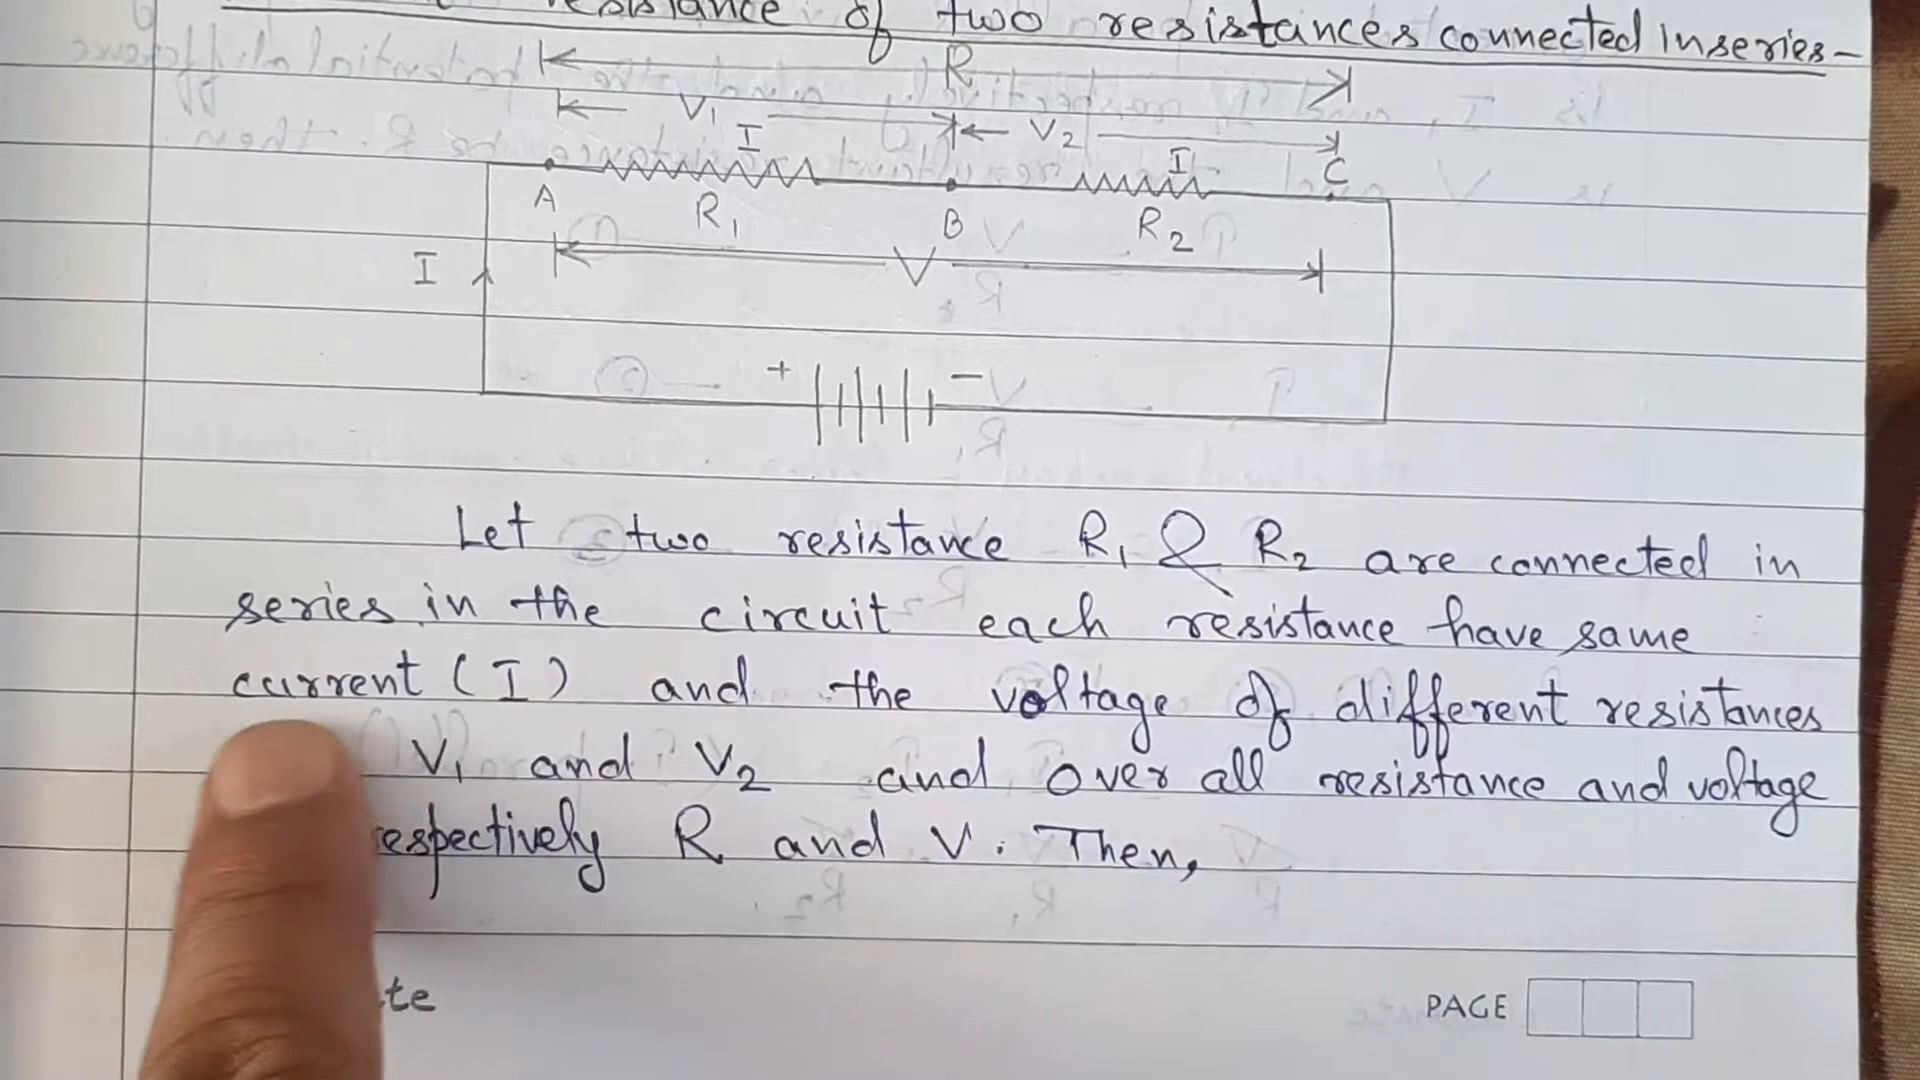 resistance of two resistances connected in series-
R
V1 V2
I I
A R1 B R2 C
I V
+ -
Let two resistance R1 & R2 are connected in
series in the circuit each resistance have same
current (I) and the voltage of different resistances
V1 and V2 and over all resistance and voltage
espectively R and V. Then,
te
PAGE